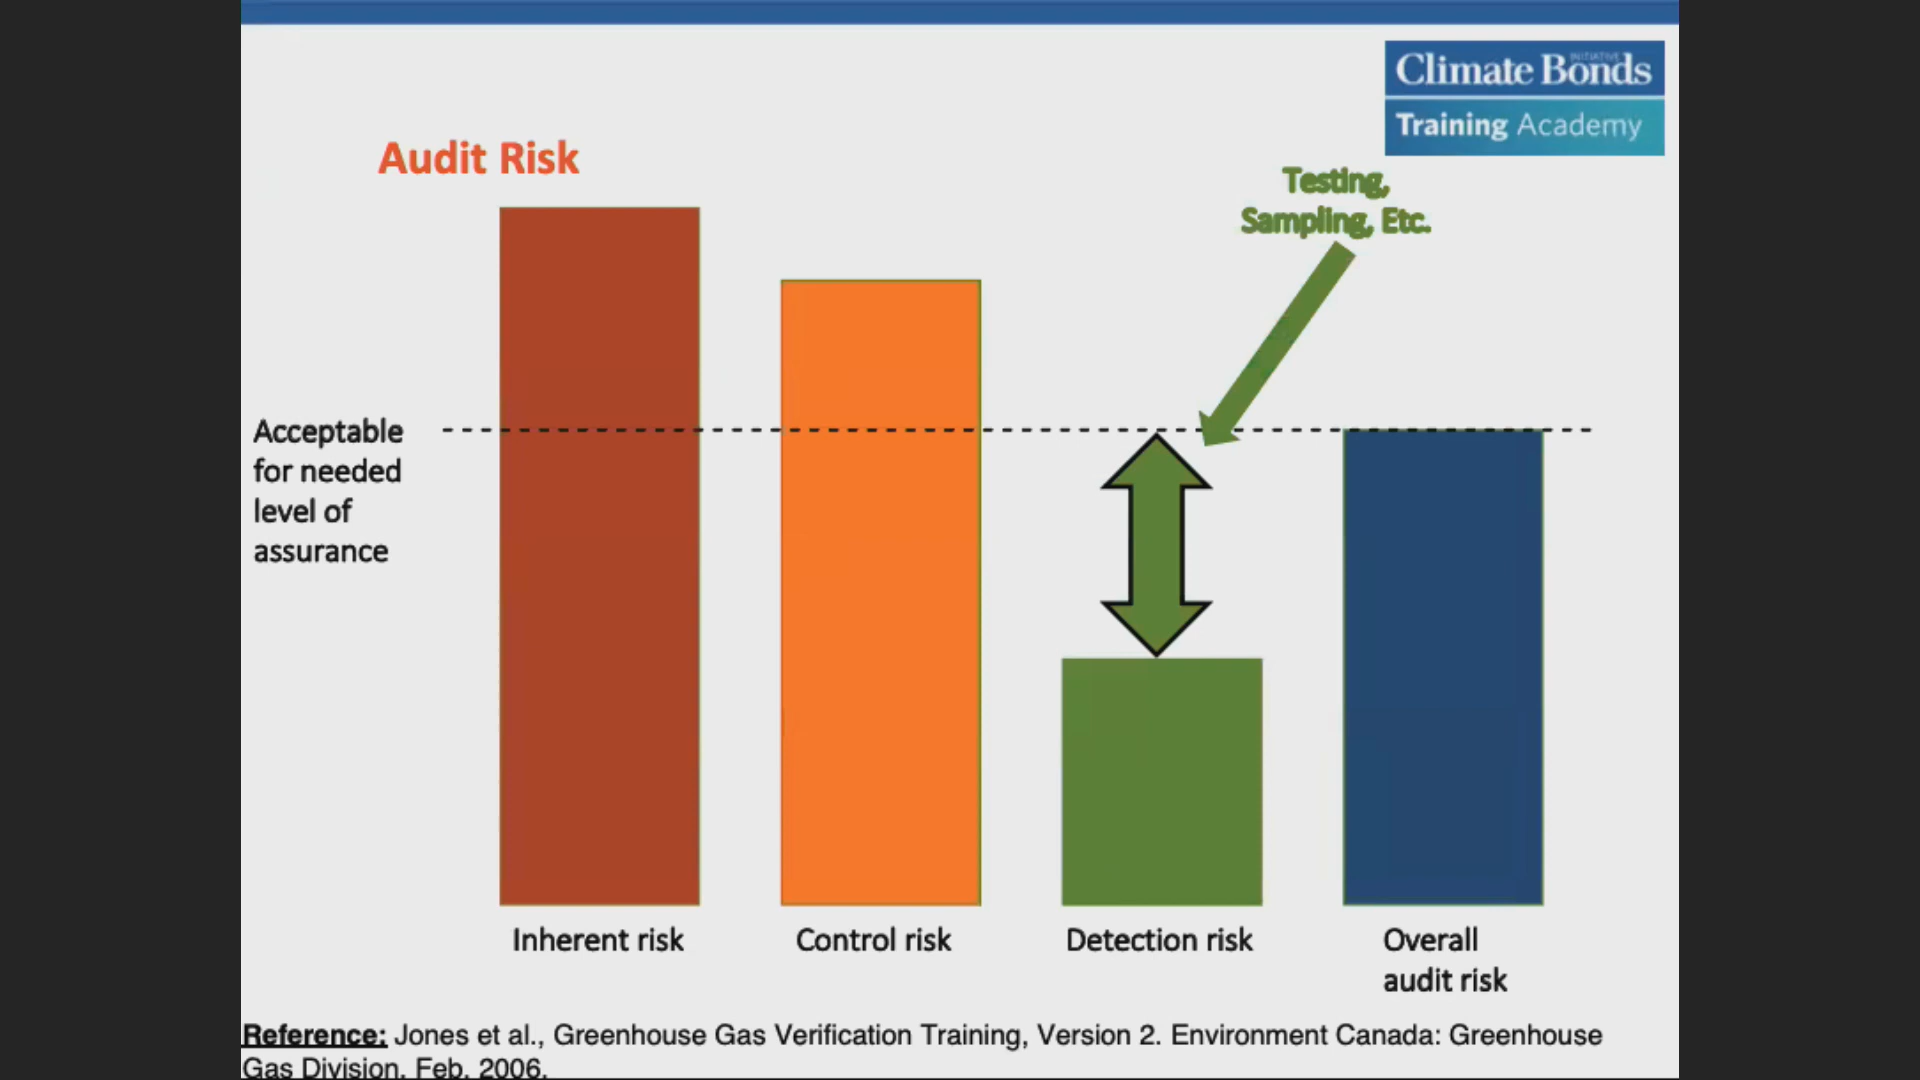 INITIATIVE
Climate Bonds
Training Academy
Audit Risk
Testing,
Sampling, Etc.
Acceptable
for needed
level of
assurance
Inherent risk
Control risk
Detection risk
Overall
audit risk
Reference: Jones et al., Greenhouse Gas Verification Training, Version 2. Environment Canada: Greenhouse
Gas Division, Feb. 2006.